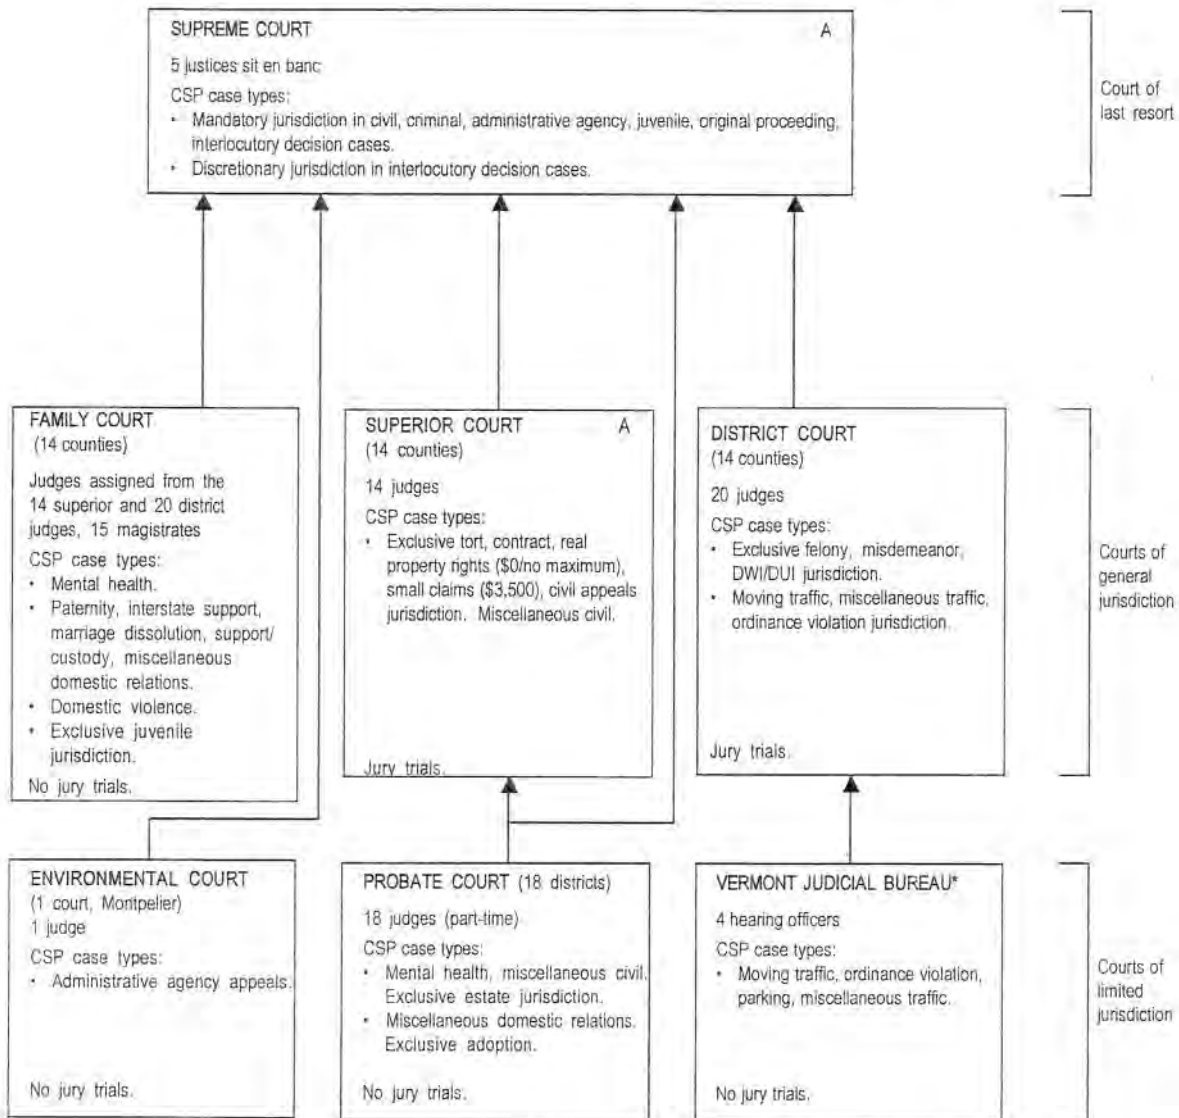 SUPREME COURT A
5 justices sit en banc
CSP case types:
• Mandatory jurisdiction in civil, criminal, administrative agency, juvenile, original proceeding,
interlocutory decision cases.
• Discretionary jurisdiction in interlocutory decision cases.
Court of
last resort
FAMILY COURT
(14 counties)
Judges assigned from the
14 superior and 20 district
judges, 15 magistrates
CSP case types:
• Mental health.
• Paternity, interstate support,
marriage dissolution, support/
custody, miscellaneous
domestic relations.
• Domestic violence.
• Exclusive juvenile
jurisdiction.
No jury trials.
SUPERIOR COURT A
(14 counties)
14 judges
CSP case types:
• Exclusive tort, contract, real
property rights ($0/no maximum),
small claims ($3,500), civil appeals
jurisdiction. Miscellaneous civil.
Jury trials.
DISTRICT COURT
(14 counties)
20 judges
CSP case types:
• Exclusive felony, misdemeanor,
DWI/DUI jurisdiction.
• Moving traffic, miscellaneous traffic,
ordinance violation jurisdiction.
Jury trials.
Courts of
general
jurisdiction
ENVIRONMENTAL COURT
(1 court, Montpelier)
1 judge
CSP case types:
• Administrative agency appeals.
No jury trials.
PROBATE COURT (18 districts)
18 judges (part-time)
CSP case types:
• Mental health, miscellaneous civil.
Exclusive estate jurisdiction.
• Miscellaneous domestic relations.
Exclusive adoption.
No jury trials.
VERMONT JUDICIAL BUREAU*
4 hearing officers
CSP case types:
• Moving traffic, ordinance violation,
parking, miscellaneous traffic.
No jury trials.
Courts of
limited
jurisdiction